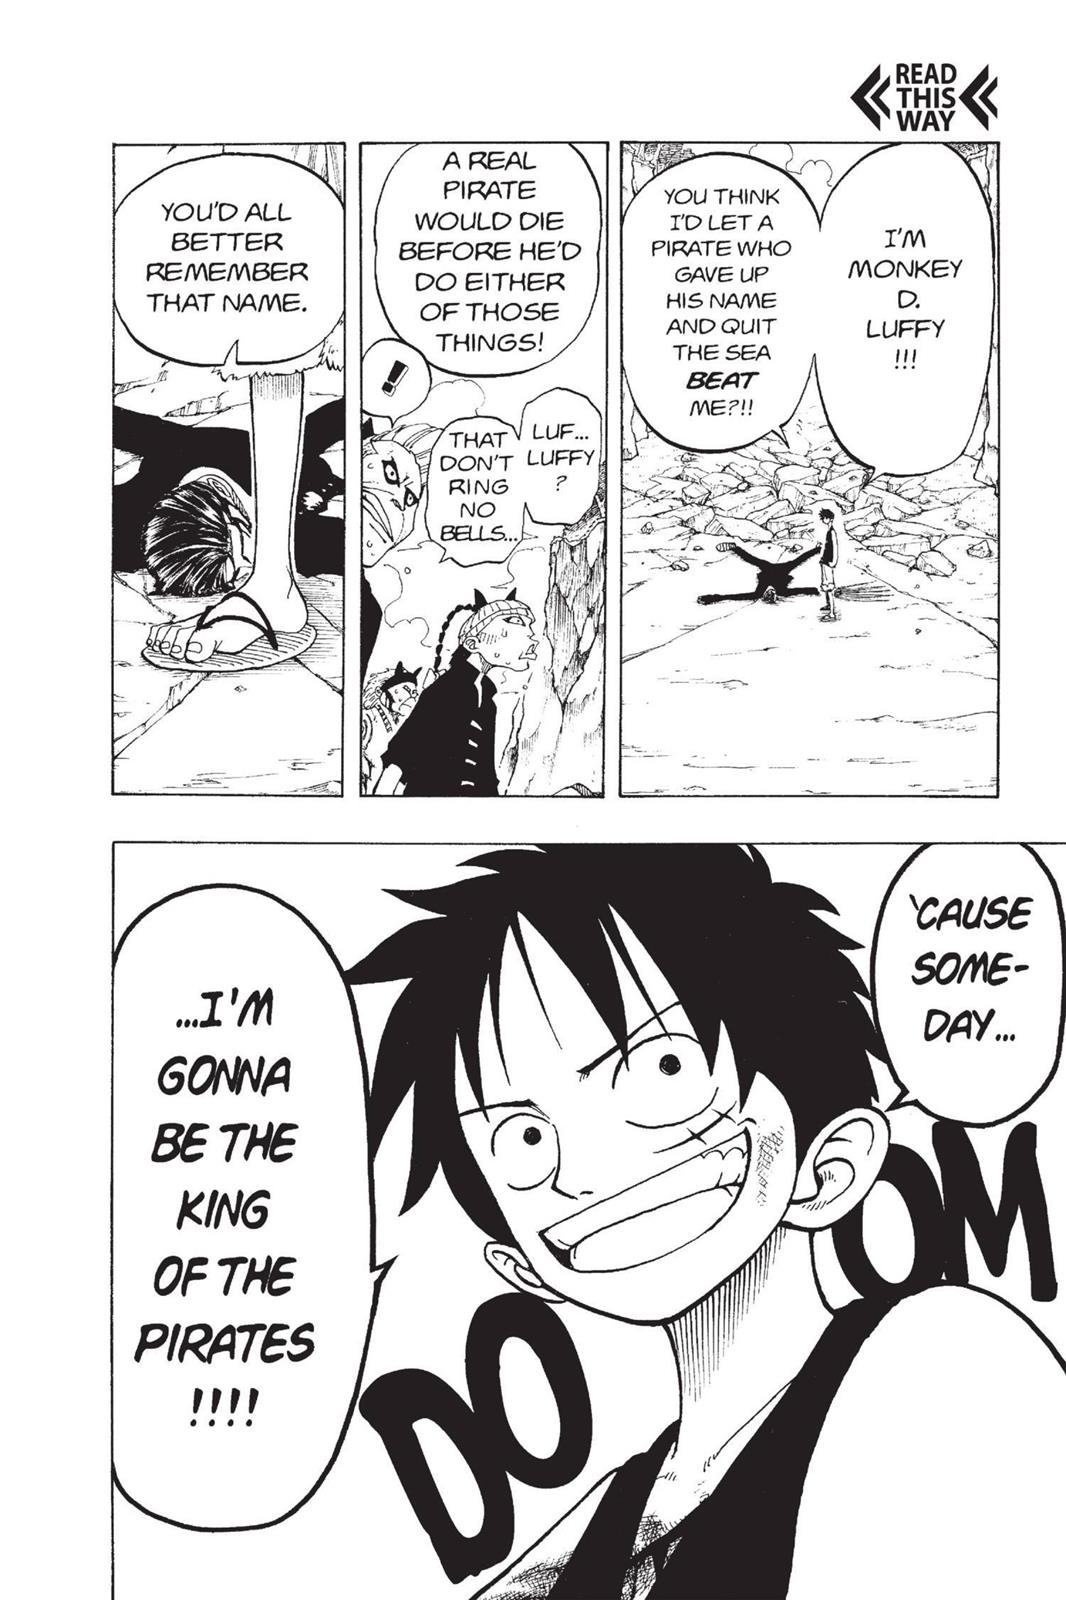 READ
THIS
WAY
I'M
MONKEY
D.
LUFFY
!!!
YOU THINK
I'D LET A
PIRATE WHO
GAVE UP
HIS NAME
AND QUIT
THE SEA
BEAT
ME?!!
A REAL
PIRATE
WOULD DIE
BEFORE HE'D
DO EITHER
OF THOSE
THINGS!
!!
LUF...
LUFFY
?
THAT
DON'T
RING
NO
BELLS...
YOU'D ALL
BETTER
REMEMBER
THAT NAME.
'CAUSE
SOME-
DAY...
...I'M
GONNA
BE THE
KING
OF THE
PIRATES
!!!!
DOOM